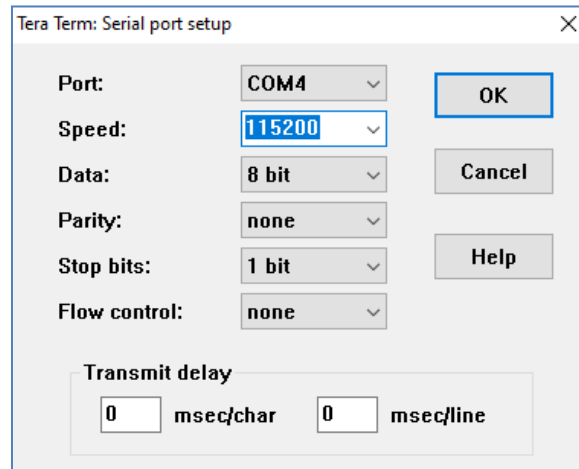 Tera Term: Serial port setup
Port: COM4
OK
Speed: 115200
Data: 8 bit
Cancel
Parity: none
Stop bits: 1 bit
Help
Flow control: none
Transmit delay
0 msec/char 0 msec/line